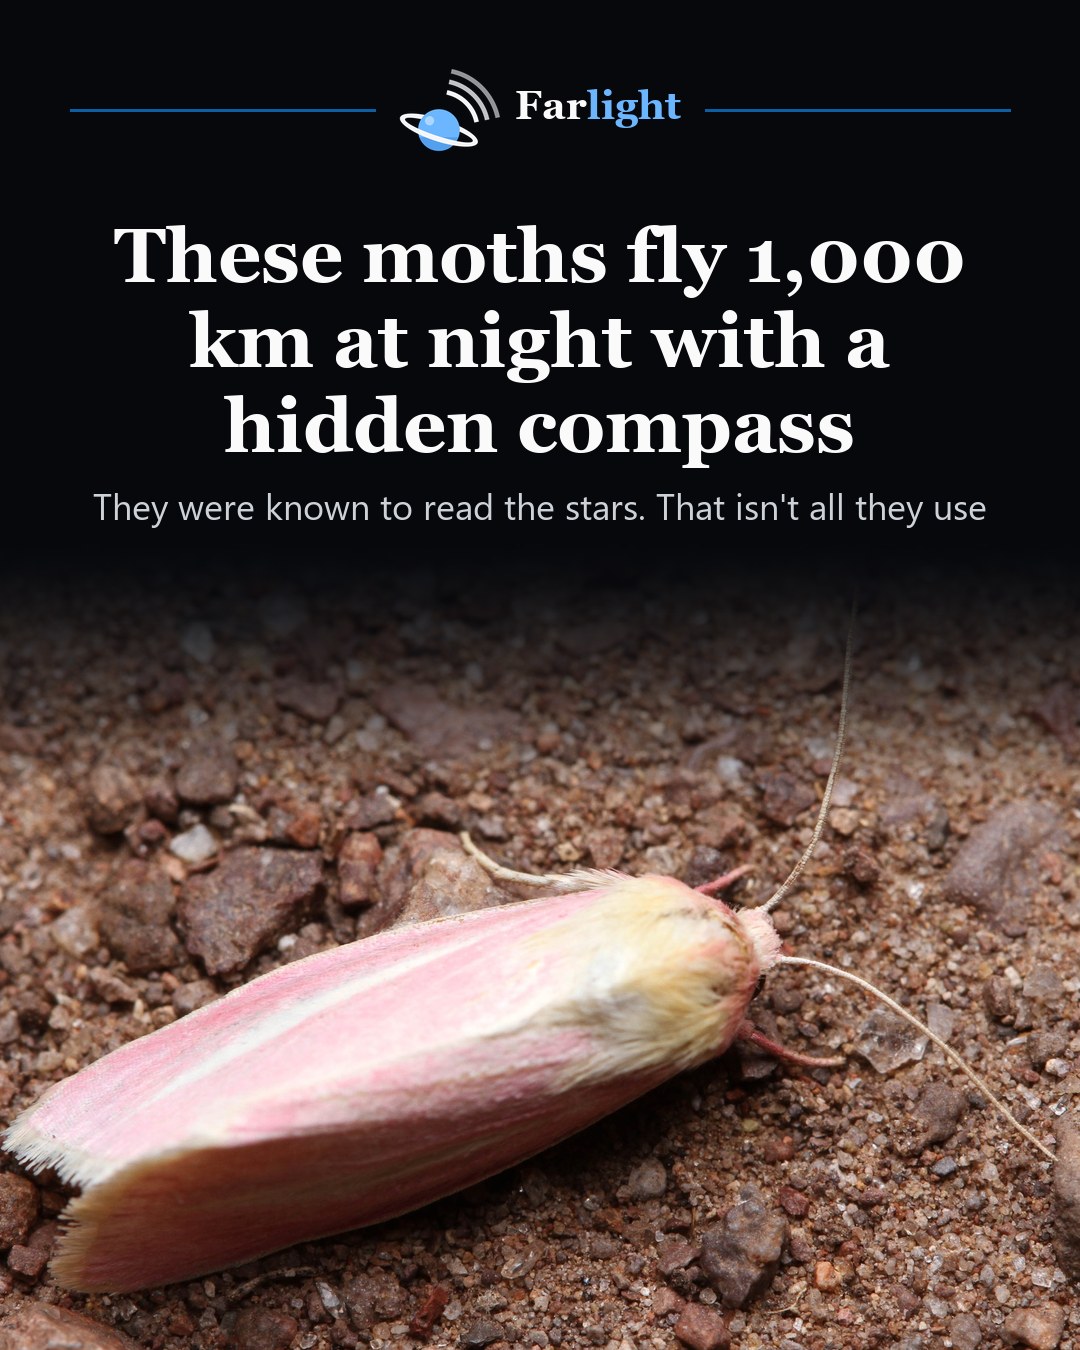 Farlight
These moths fly 1,000
km at night with a
hidden compass
They were known to read the stars. That isn't all they use